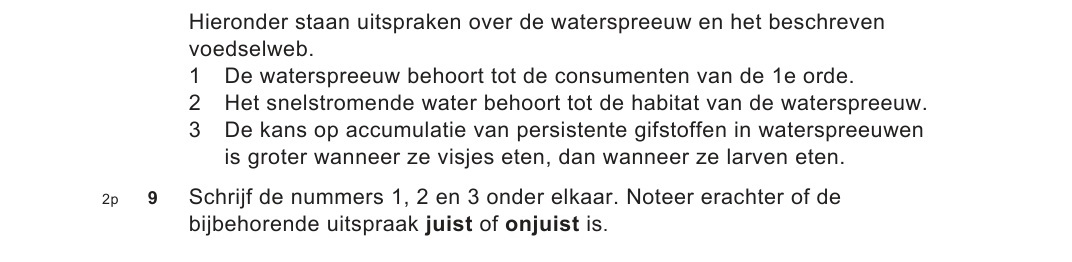 Hieronder staan uitspraken over de waterspreeuw en het beschreven
voedselweb.
1 De waterspreeuw behoort tot de consumenten van de 1e orde.
2 Het snelstromende water behoort tot de habitat van de waterspreeuw.
3 De kans op accumulatie van persistente gifstoffen in waterspreeuwen
is groter wanneer ze visjes eten, dan wanneer ze larven eten.
2p 9 Schrijf de nummers 1, 2 en 3 onder elkaar. Noteer erachter of de
bijbehorende uitspraak juist of onjuist is.